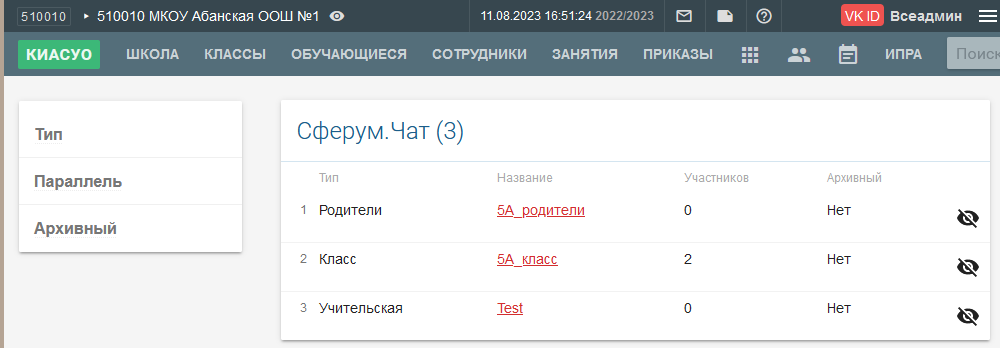 510010 510010 МКОУ Абанская ООШ №1 11.08.2023 16:51:24 2022/2023 VK ID Всеадмин
КИАСУО ШКОЛА КЛАССЫ ОБУЧАЮЩИЕСЯ СОТРУДНИКИ ЗАНЯТИЯ ПРИКАЗЫ ИПРА Поиск
Тип
Параллель
Архивный
Сферум.Чат (3)
Тип Название Участников Архивный
1 Родители 5А_родители 0 Нет
2 Класс 5А_класс 2 Нет
3 Учительская Test 0 Нет